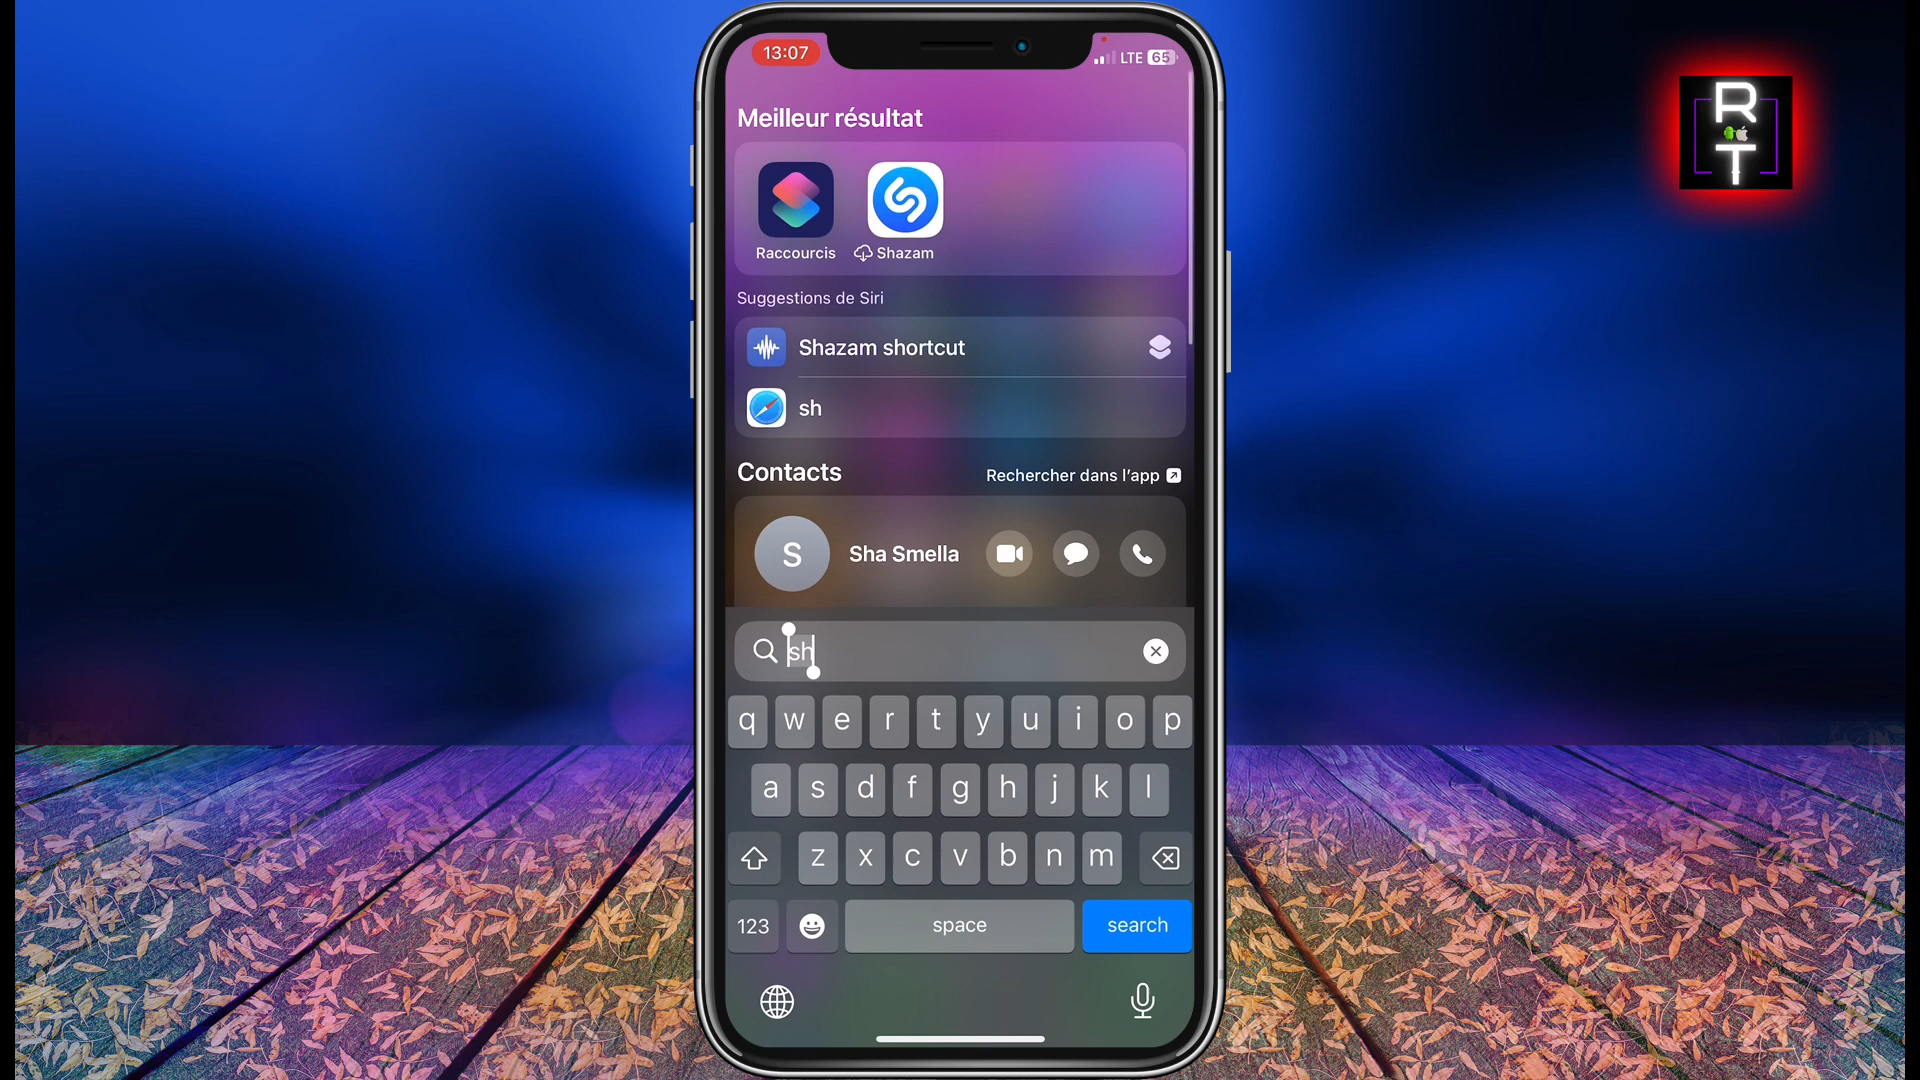 13:07
LTE 65
R
T
Meilleur résultat
Raccourcis
Shazam
Suggestions de Siri
Shazam shortcut
sh
Contacts
Rechercher dans l'app
S
Sha Smella
sh
q w e r t y u i o p
a s d f g h j k l
z x c v b n m
123
space
search